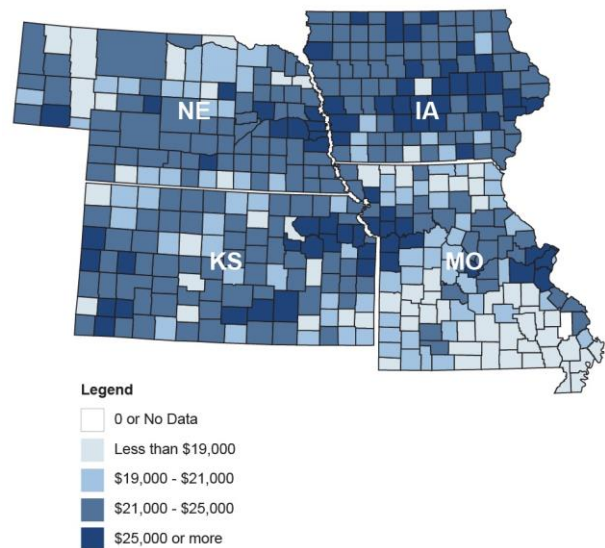 NE
IA
KS
MO
Legend
0 or No Data
Less than $19,000
$19,000 - $21,000
$21,000 - $25,000
$25,000 or more